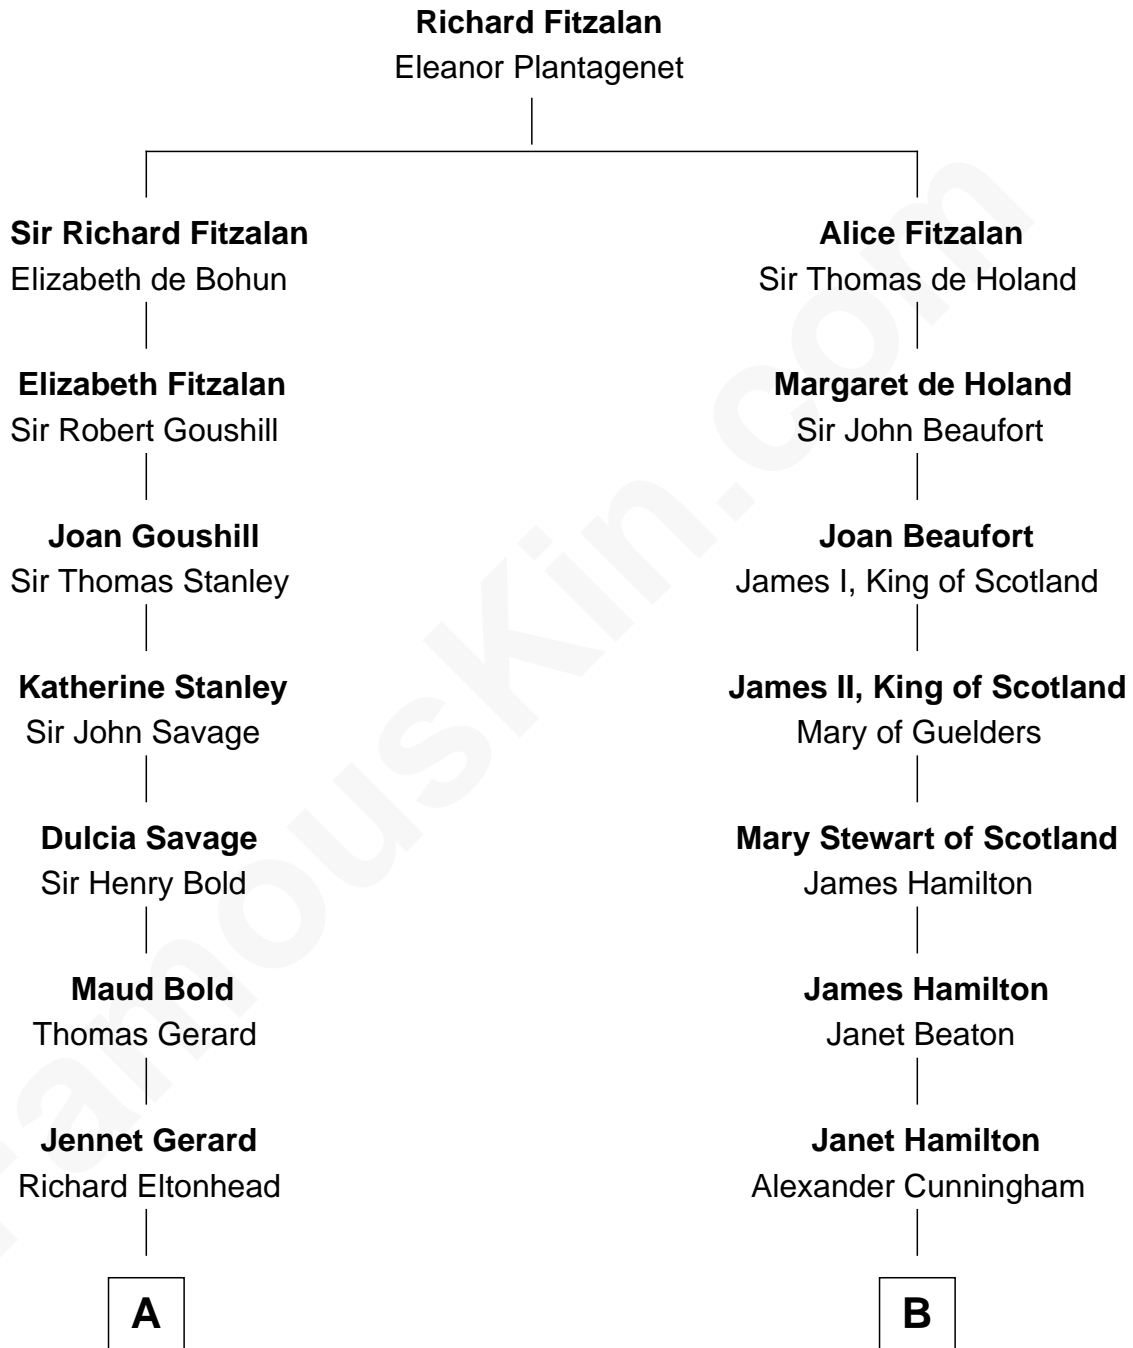 Richard Fitzalan
Eleanor Plantagenet
Sir Richard Fitzalan
Elizabeth de Bohun
Elizabeth Fitzalan
Sir Robert Goushill
Joan Goushill
Sir Thomas Stanley
Katherine Stanley
Sir John Savage
Dulcia Savage
Sir Henry Bold
Maud Bold
Thomas Gerard
Jennet Gerard
Richard Eltonhead
A
Alice Fitzalan
Sir Thomas de Holand
Margaret de Holand
Sir John Beaufort
Joan Beaufort
James I, King of Scotland
James II, King of Scotland
Mary of Guelders
Mary Stewart of Scotland
James Hamilton
James Hamilton
Janet Beaton
Janet Hamilton
Alexander Cunningham
B
FamousKin.com